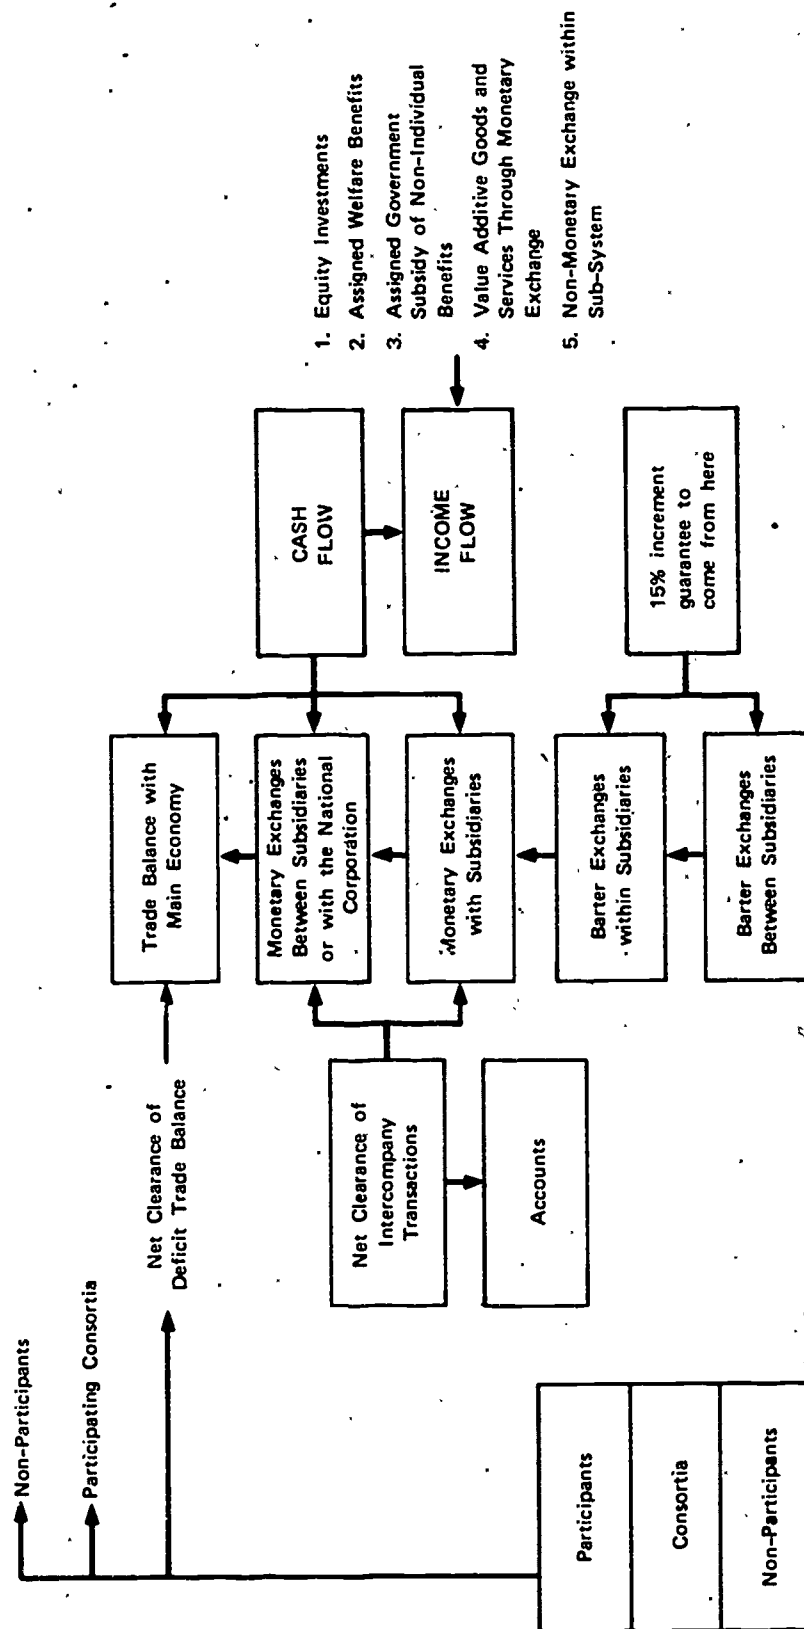 Non-Participants
Participating Consortia
Net Clearance of
Deficit Trade Balance
Participants
Consortia
Non-Participants
Net Clearance of
Intercompany
Transactions
Accounts
Trade Balance with
Main Economy
Monetary Exchanges
Between Subsidiaries
or with the National
Corporation
Monetary Exchanges
with Subsidiaries
Barter Exchanges
within Subsidiaries
Barter Exchanges
Between Subsidiaries
CASH
FLOW
INCOME
FLOW
15% increment
guarantee to
come from here
1. Equity Investments
2. Assigned Welfare Benefits
3. Assigned Government
Subsidy of Non-Individual
Benefits
4. Value Additive Goods and
Services Through Monetary
Exchange
5. Non-Monetary Exchange within
Sub-System